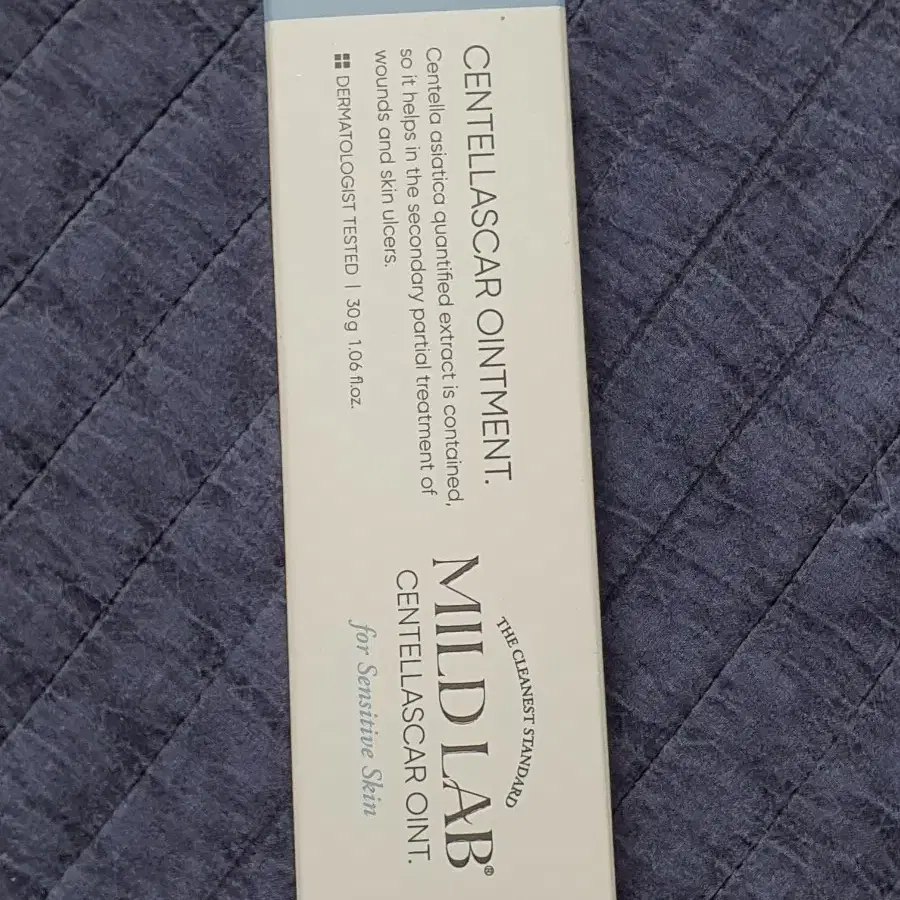 CENTELLASCAR OINTMENT.
Centella asiatica quantified extract is contained,
so it helps in the secondary partial treatment of
wounds and skin ulcers.
DERMATOLOGIST TESTED | 30g 1.06 fl.oz.
THE CLEANEST STANDARD
MILD LAB®
CENTELLASCAR OINT.
for Sensitive Skin